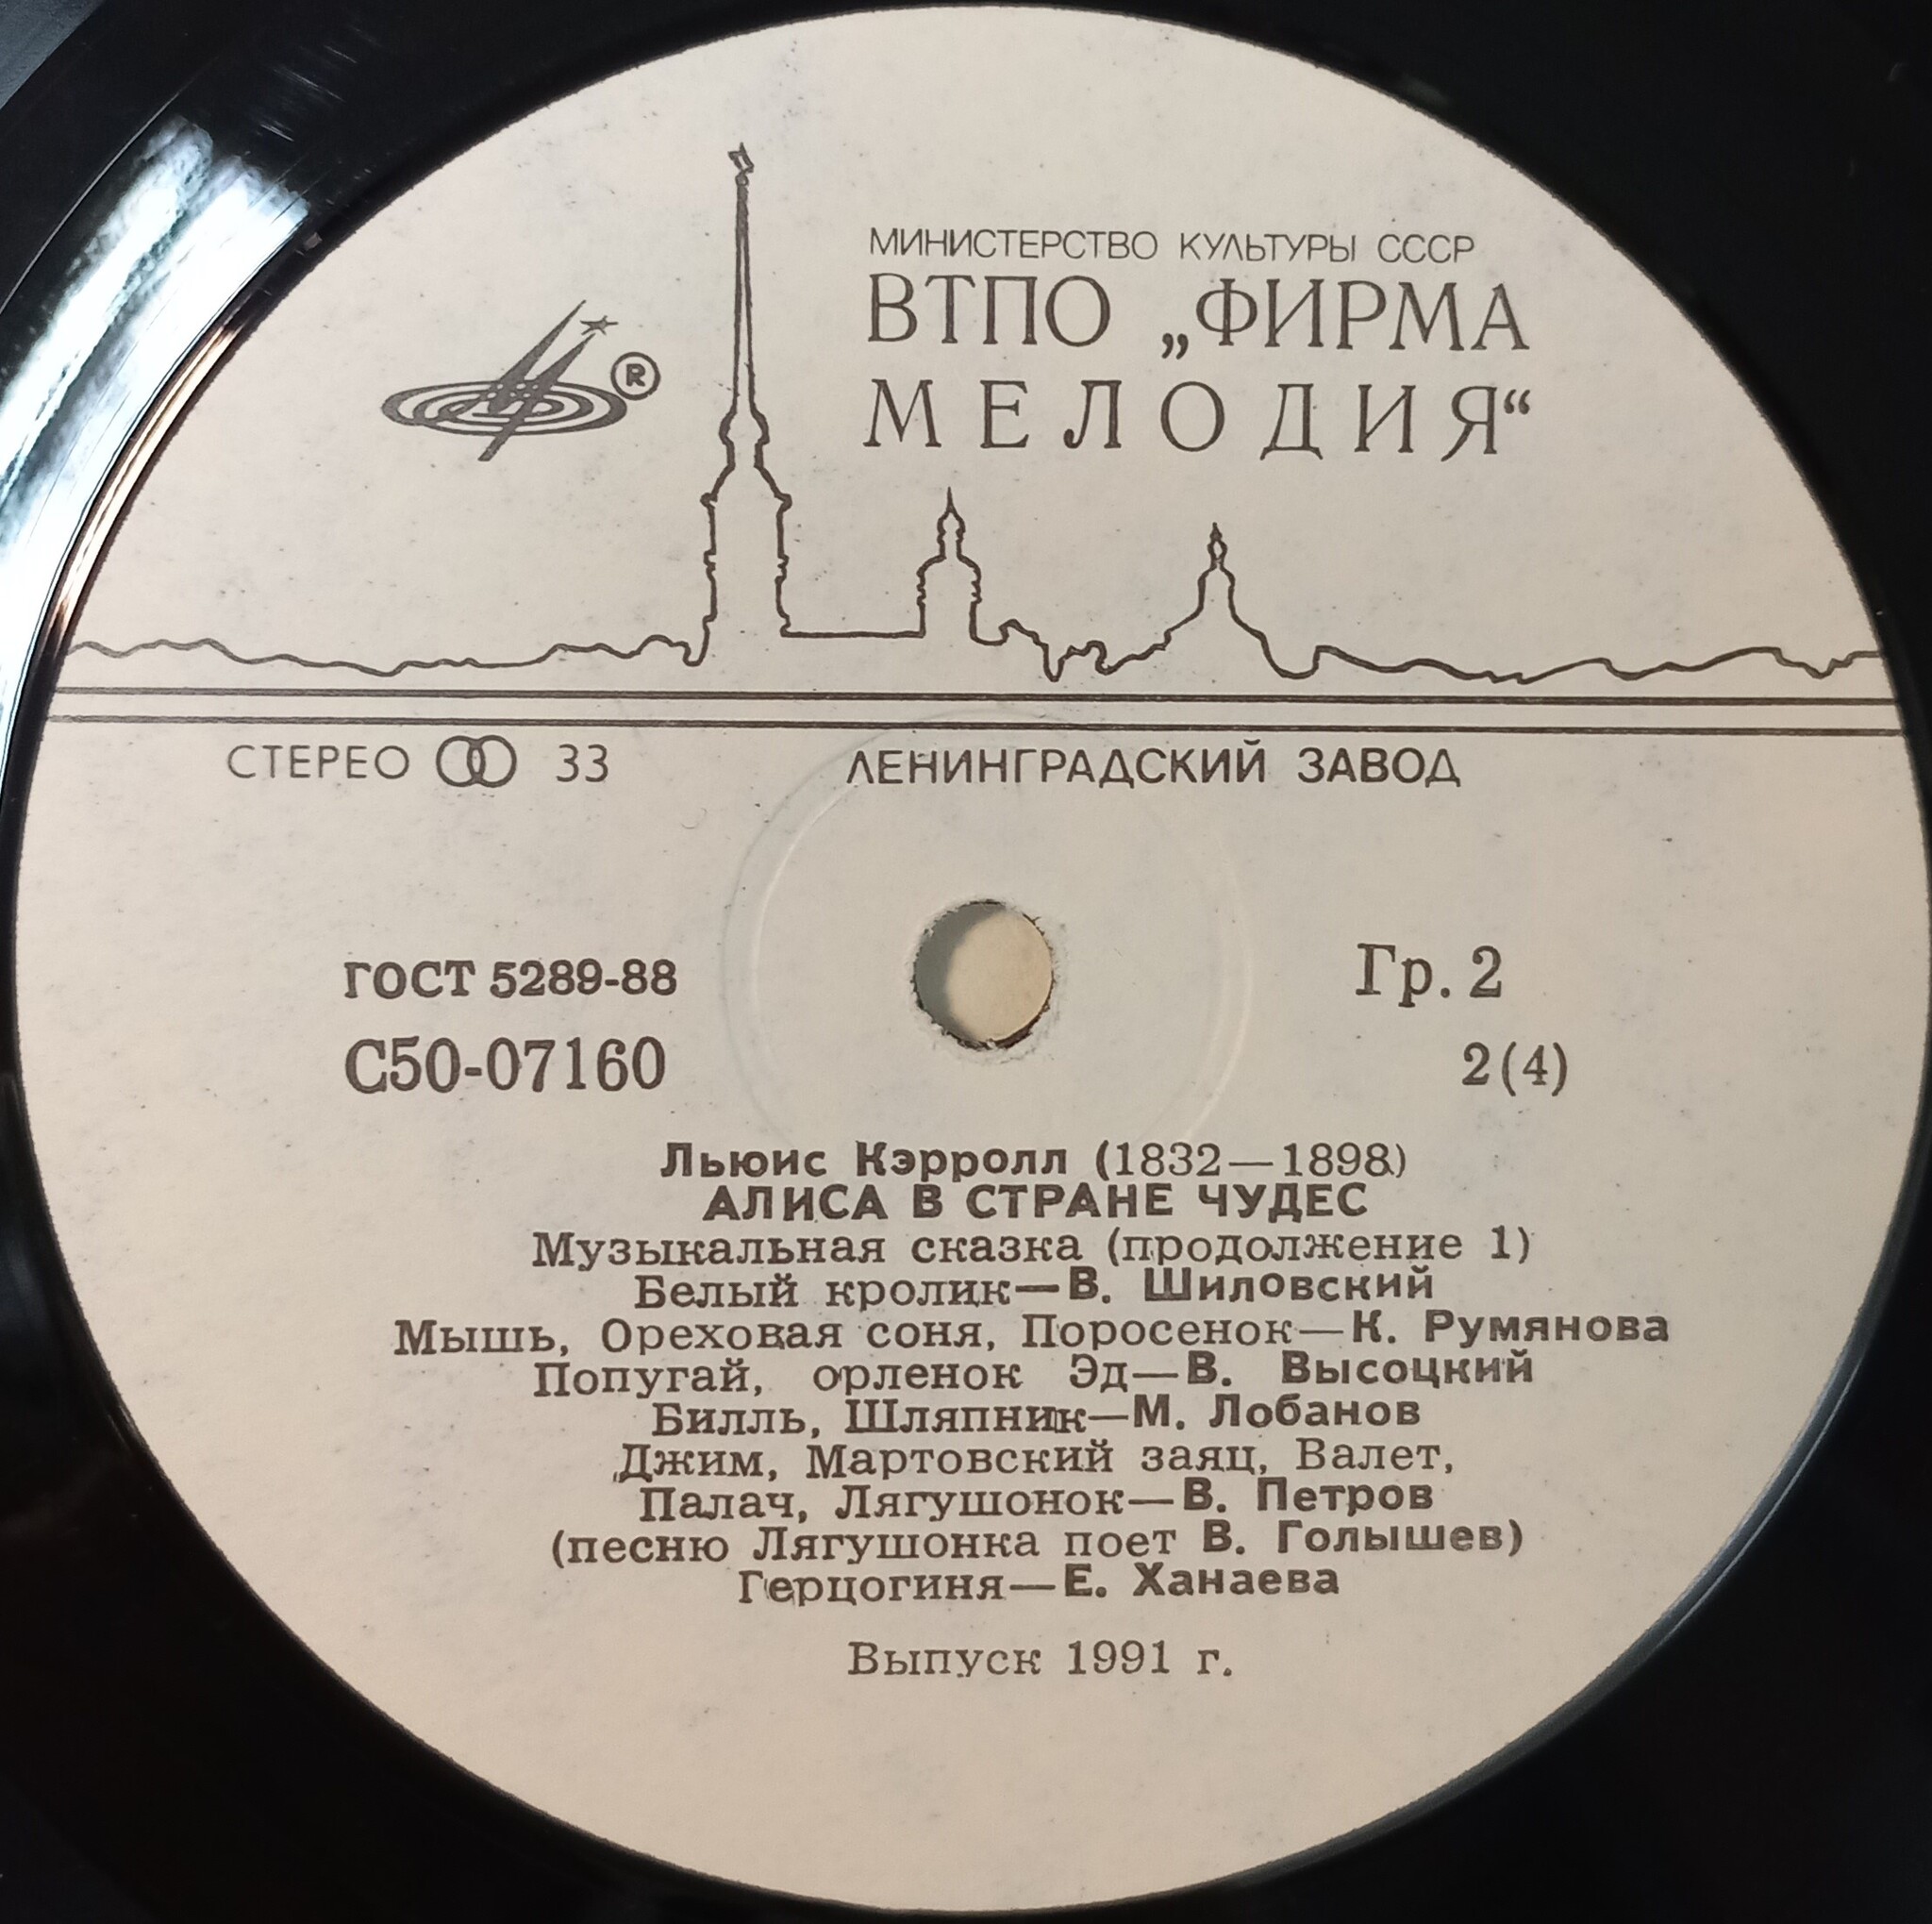 МИНИСТЕРСТВО КУЛЬТУРЫ СССР
ВТПО „ФИРМА
МЕЛОДИЯ“
®
СТЕРЕО 33 ЛЕНИНГРАДСКИЙ ЗАВОД
ГОСТ 5289-88 Гр. 2
С50-07160 2(4)
Льюис Кэрролл (1832—1898)
АЛИСА В СТРАНЕ ЧУДЕС
Музыкальная сказка (продолжение 1)
Белый кролик—В. Шиловский
Мышь, Ореховая соня, Поросенок—К. Румянова
Попугай, орленок Эд—В. Высоцкий
Билль, Шляпник—М. Лобанов
Джим, Мартовский заяц, Валет,
Палач, Лягушонок—В. Петров
(песню Лягушонка поет В. Голышев)
Герцогиня—Е. Ханаева
Выпуск 1991 г.